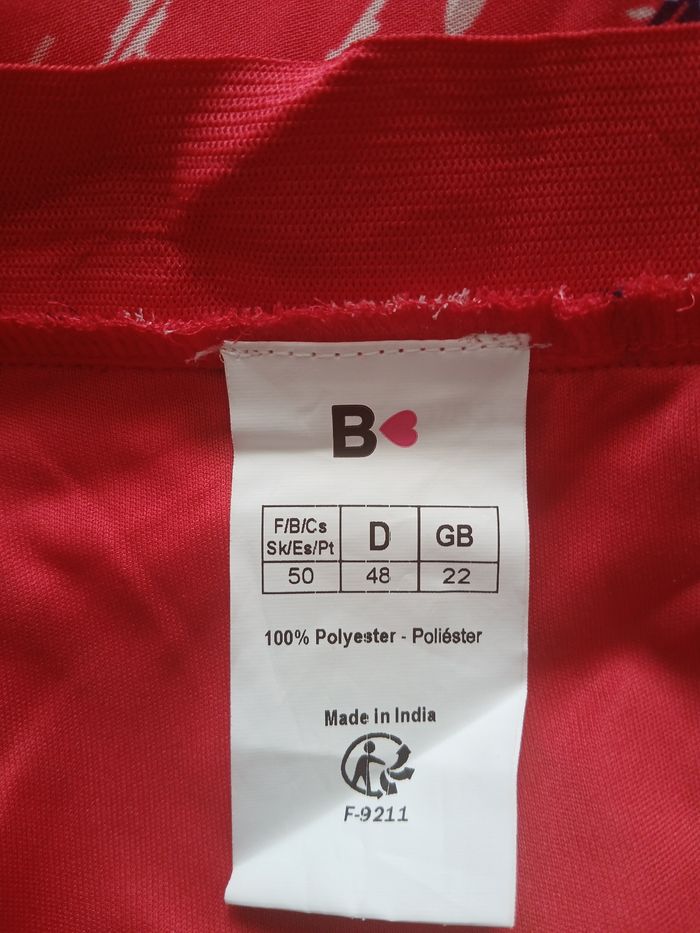 B
F/B/Cs
Sk/Es/Pt
D
GB
50
48
22
100% Polyester - Poliéster
Made in India
F-9211